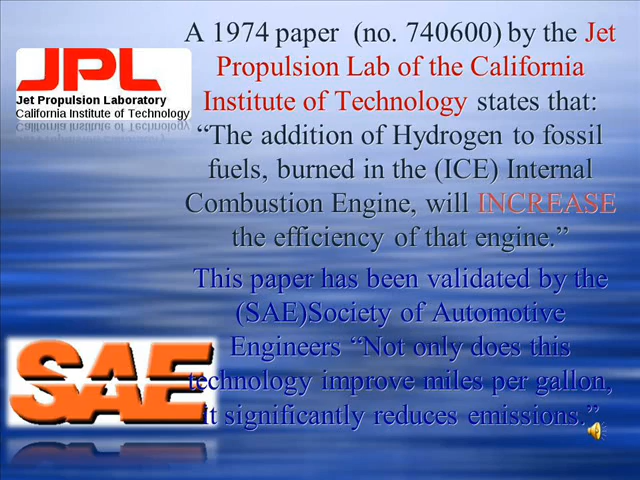 A 1974 paper (no. 740600) by the Jet
Propulsion Lab of the California
Institute of Technology states that:
“The addition of Hydrogen to fossil
fuels, burned in the (ICE) Internal
Combustion Engine, will INCREASE
the efficiency of that engine.”
JPL
Jet Propulsion Laboratory
California Institute of Technology
This paper has been validated by the
(SAE)Society of Automotive
Engineers “Not only does this
technology improve miles per gallon,
it significantly reduces emissions.”
SAE